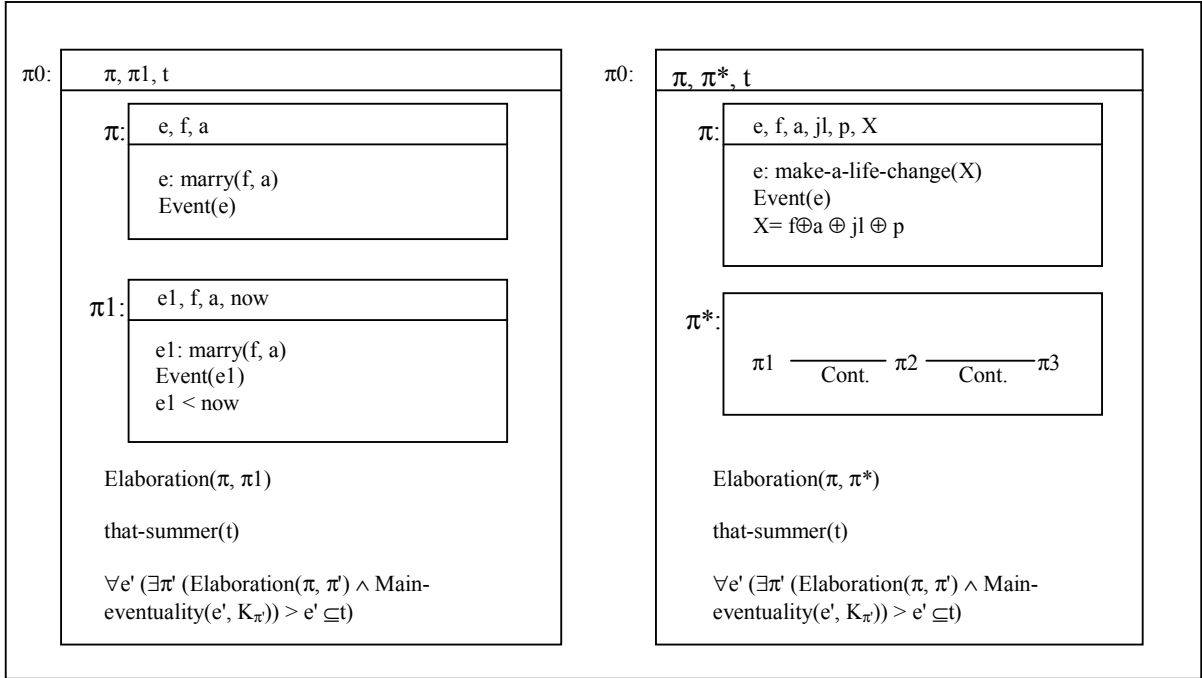 π0:
π, π1, t
π:
e, f, a
e: marry(f, a)
Event(e)
π1:
e1, f, a, now
e1: marry(f, a)
Event(e1)
e1 < now
Elaboration(π, π1)
that-summer(t)
∀e' (∃π' (Elaboration(π, π') ∧ Main-
eventuality(e', Kπ')) > e' ⊆t)
π0:
π, π*, t
π:
e, f, a, jl, p, X
e: make-a-life-change(X)
Event(e)
X= f⊕a ⊕ jl ⊕ p
π*:
π1 Cont. π2 Cont. π3
Elaboration(π, π*)
that-summer(t)
∀e' (∃π' (Elaboration(π, π') ∧ Main-
eventuality(e', Kπ')) > e' ⊆t)